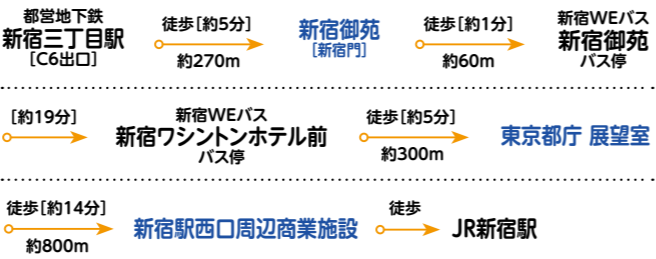 都営地下鉄
新宿三丁目駅
[C6出口]
徒歩[約5分]
約270m
新宿御苑
[新宿門]
徒歩[約1分]
約60m
新宿WEバス
新宿御苑
バス停
[約19分]
新宿WEバス
新宿ワシントンホテル前
バス停
徒歩[約5分]
約300m
東京都庁 展望室
徒歩[約14分]
約800m
新宿駅西口周辺商業施設
徒歩
JR新宿駅